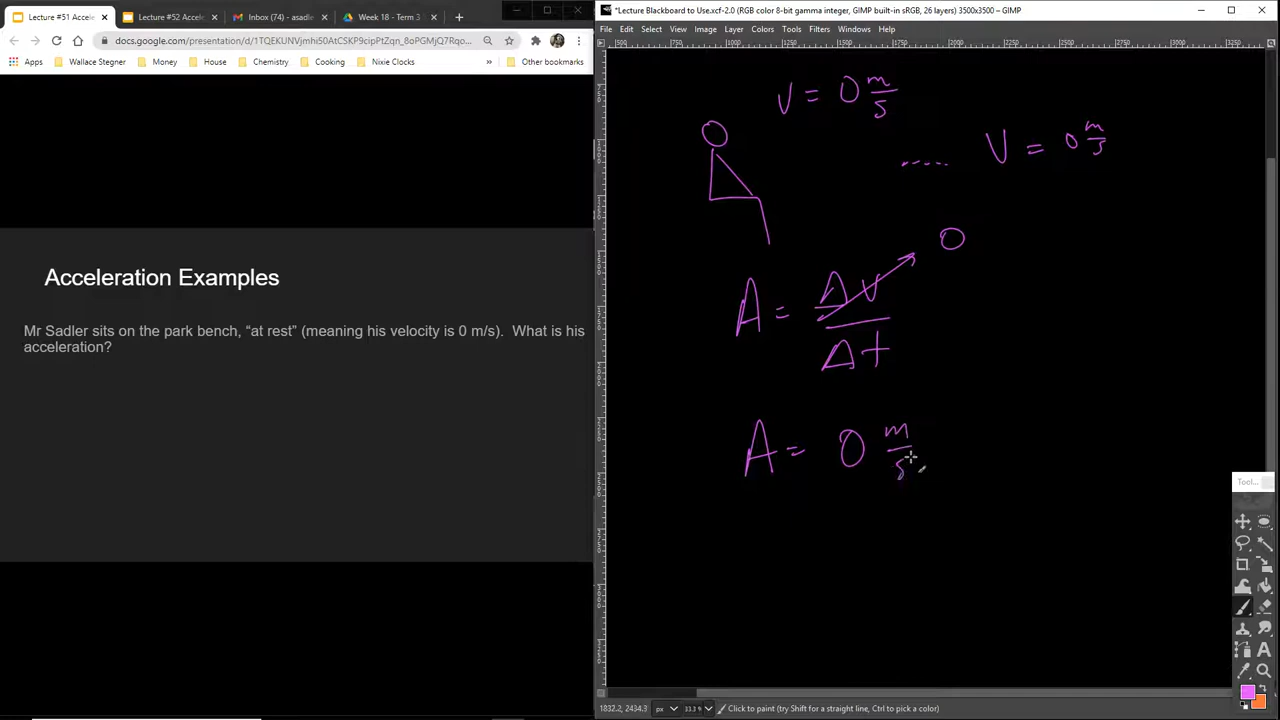 Lecture #51 Accele
Lecture #52 Acceler
Inbox (74) - asadle
Week 18 - Term 3
docs.google.com/presentation/d/1TQEKUNVjmhi50AtCSKP9cipPtZqn_8oPGMjQ7Rqo...
Apps
Wallace Stegner
Money
House
Chemistry
Cooking
Nixie Clocks
»
Other bookmarks
Acceleration Examples
Mr Sadler sits on the park bench, “at rest” (meaning his velocity is 0 m/s). What is his
acceleration?
*Lecture Blackboard to Use.xcf-2.0 (RGB color 8-bit gamma integer, GIMP built-in sRGB, 26 layers) 3500x3500 – GIMP
File Edit Select View Image Layer Colors Tools Filters Windows Help
V = 0 m/s
..... V = 0 m/s
0
A = Δv/Δt
A = 0 m/s
Tool...
1832.2, 2434.3
px
33.3 %
Click to paint (try Shift for a straight line, Ctrl to pick a color)